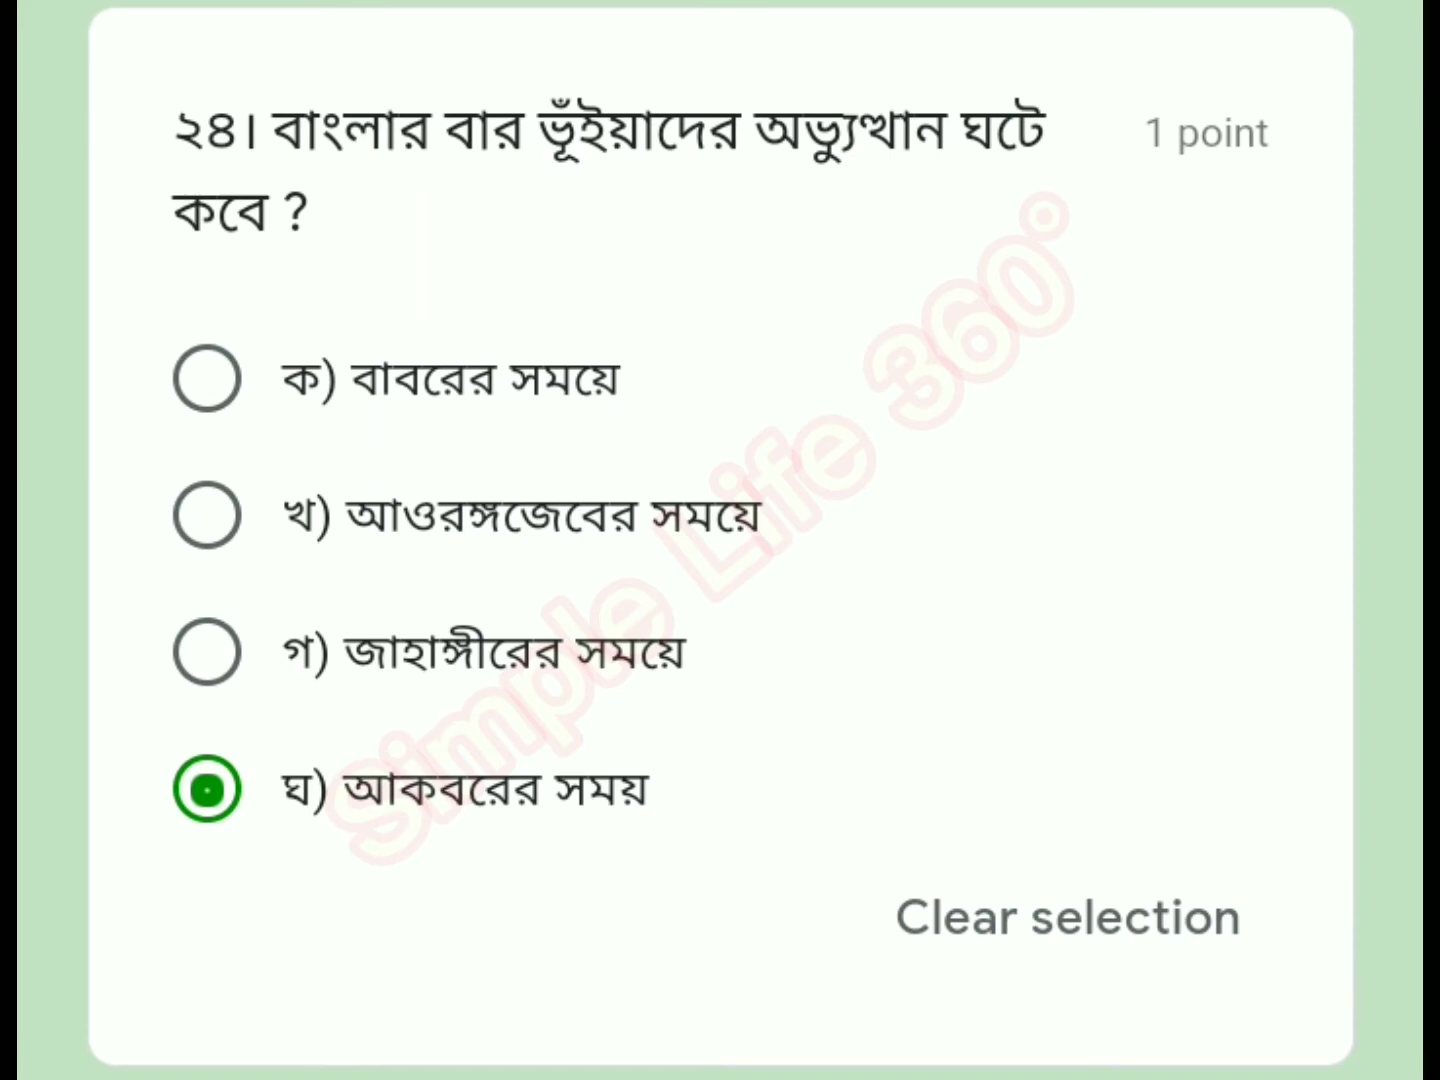 ২৪। বাংলার বার ভূঁইয়াদের অভ্যুত্থান ঘটে
1 point
কবে ?
ক) বাবরের সময়ে
খ) আওরঙ্গজেবের সময়ে
গ) জাহাঙ্গীরের সময়ে
ঘ) আকবরের সময়
Clear selection
Simple Life 360°